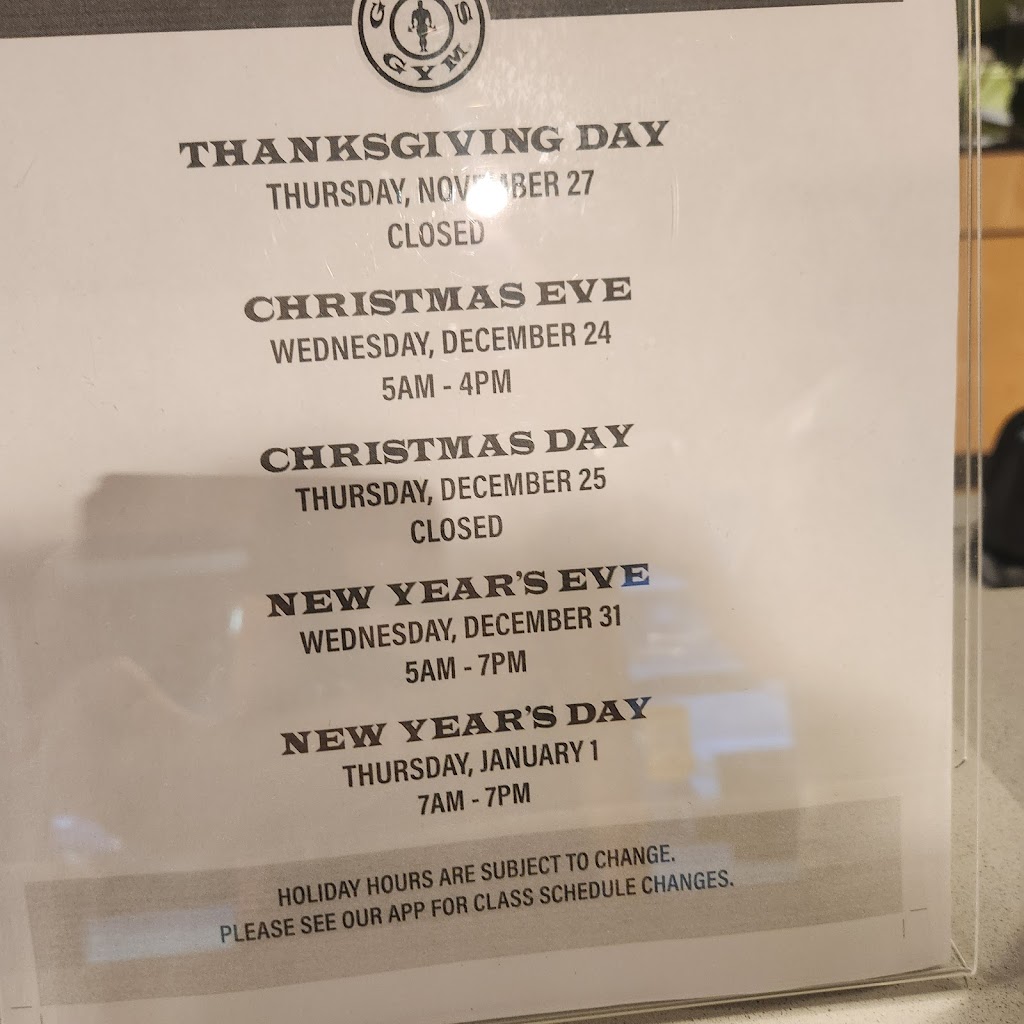 G S
GYM
THANKSGIVING DAY
THURSDAY, NOVEMBER 27
CLOSED
CHRISTMAS EVE
WEDNESDAY, DECEMBER 24
5AM - 4PM
CHRISTMAS DAY
THURSDAY, DECEMBER 25
CLOSED
NEW YEAR'S EVE
WEDNESDAY, DECEMBER 31
5AM - 7PM
NEW YEAR'S DAY
THURSDAY, JANUARY 1
7AM - 7PM
HOLIDAY HOURS ARE SUBJECT TO CHANGE.
PLEASE SEE OUR APP FOR CLASS SCHEDULE CHANGES.